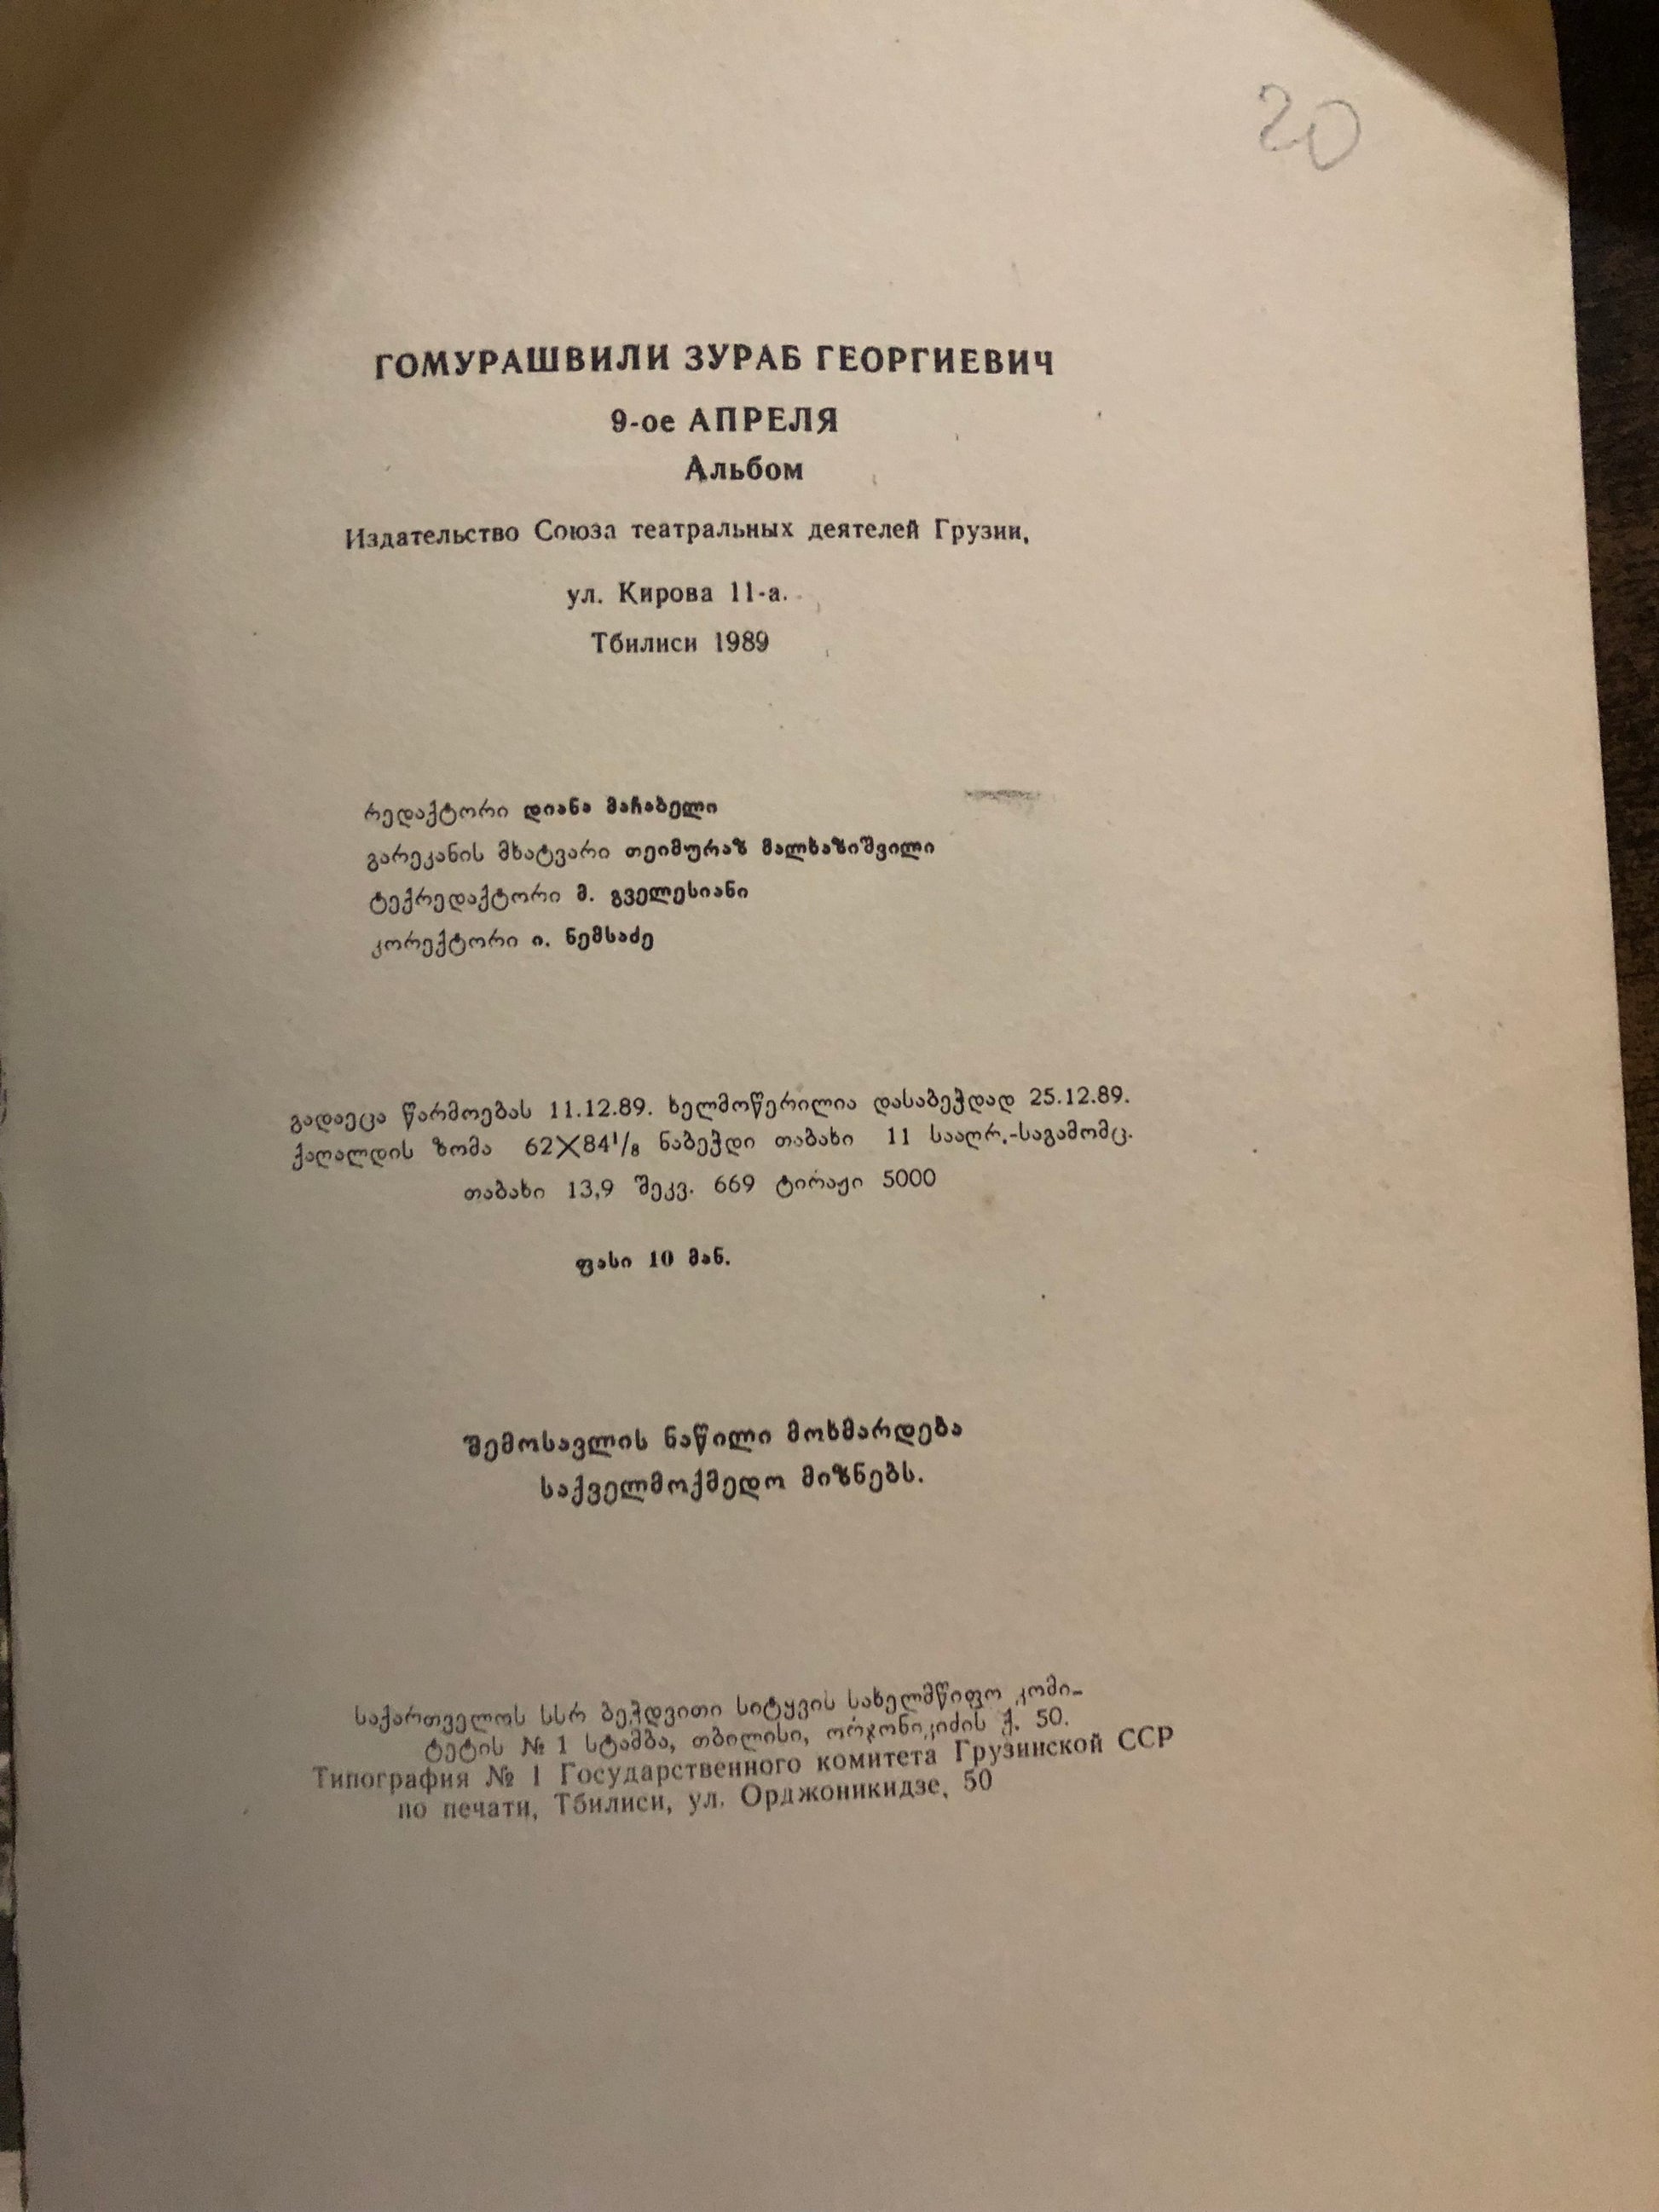 20
ГОМУРАШВИЛИ ЗУРАБ ГЕОРГИЕВИЧ
9-ое АПРЕЛЯ
Альбом
Издательство Союза театральных деятелей Грузии,
ул. Кирова 11-а.
Тбилиси 1989
რედაქტორი დიანა მაჩაბელი
გარეკანის მხატვარი თეიმურაზ მალხაზიშვილი
ტექრედაქტორი მ. გველესიანი
კორექტორი ი. ნემსაძე
გადაეცა წარმოებას 11.12.89. ხელმოწერილია დასაბეჭდად 25.12.89.
ქაღალდის ზომა 62X84¹/₈ ნაბეჭდი თაბახი 11 სააღრ.-საგამომც.
თაბახი 13,9 შეკვ. 669 ტირაჟი 5000
ფასი 10 მან.
შემოსავლის ნაწილი მოხმარდება
საქველმოქმედო მიზნებს.
საქართველოს სსრ ბეჭდვითი სიტყვის სახელმწიფო კომი-
ტეტის № 1 სტამბა, თბილისი, ორჯონიკიძის ქ. 50.
Типография № 1 Государственного комитета Грузинской ССР
по печати, Тбилиси, ул. Орджоникидзе, 50